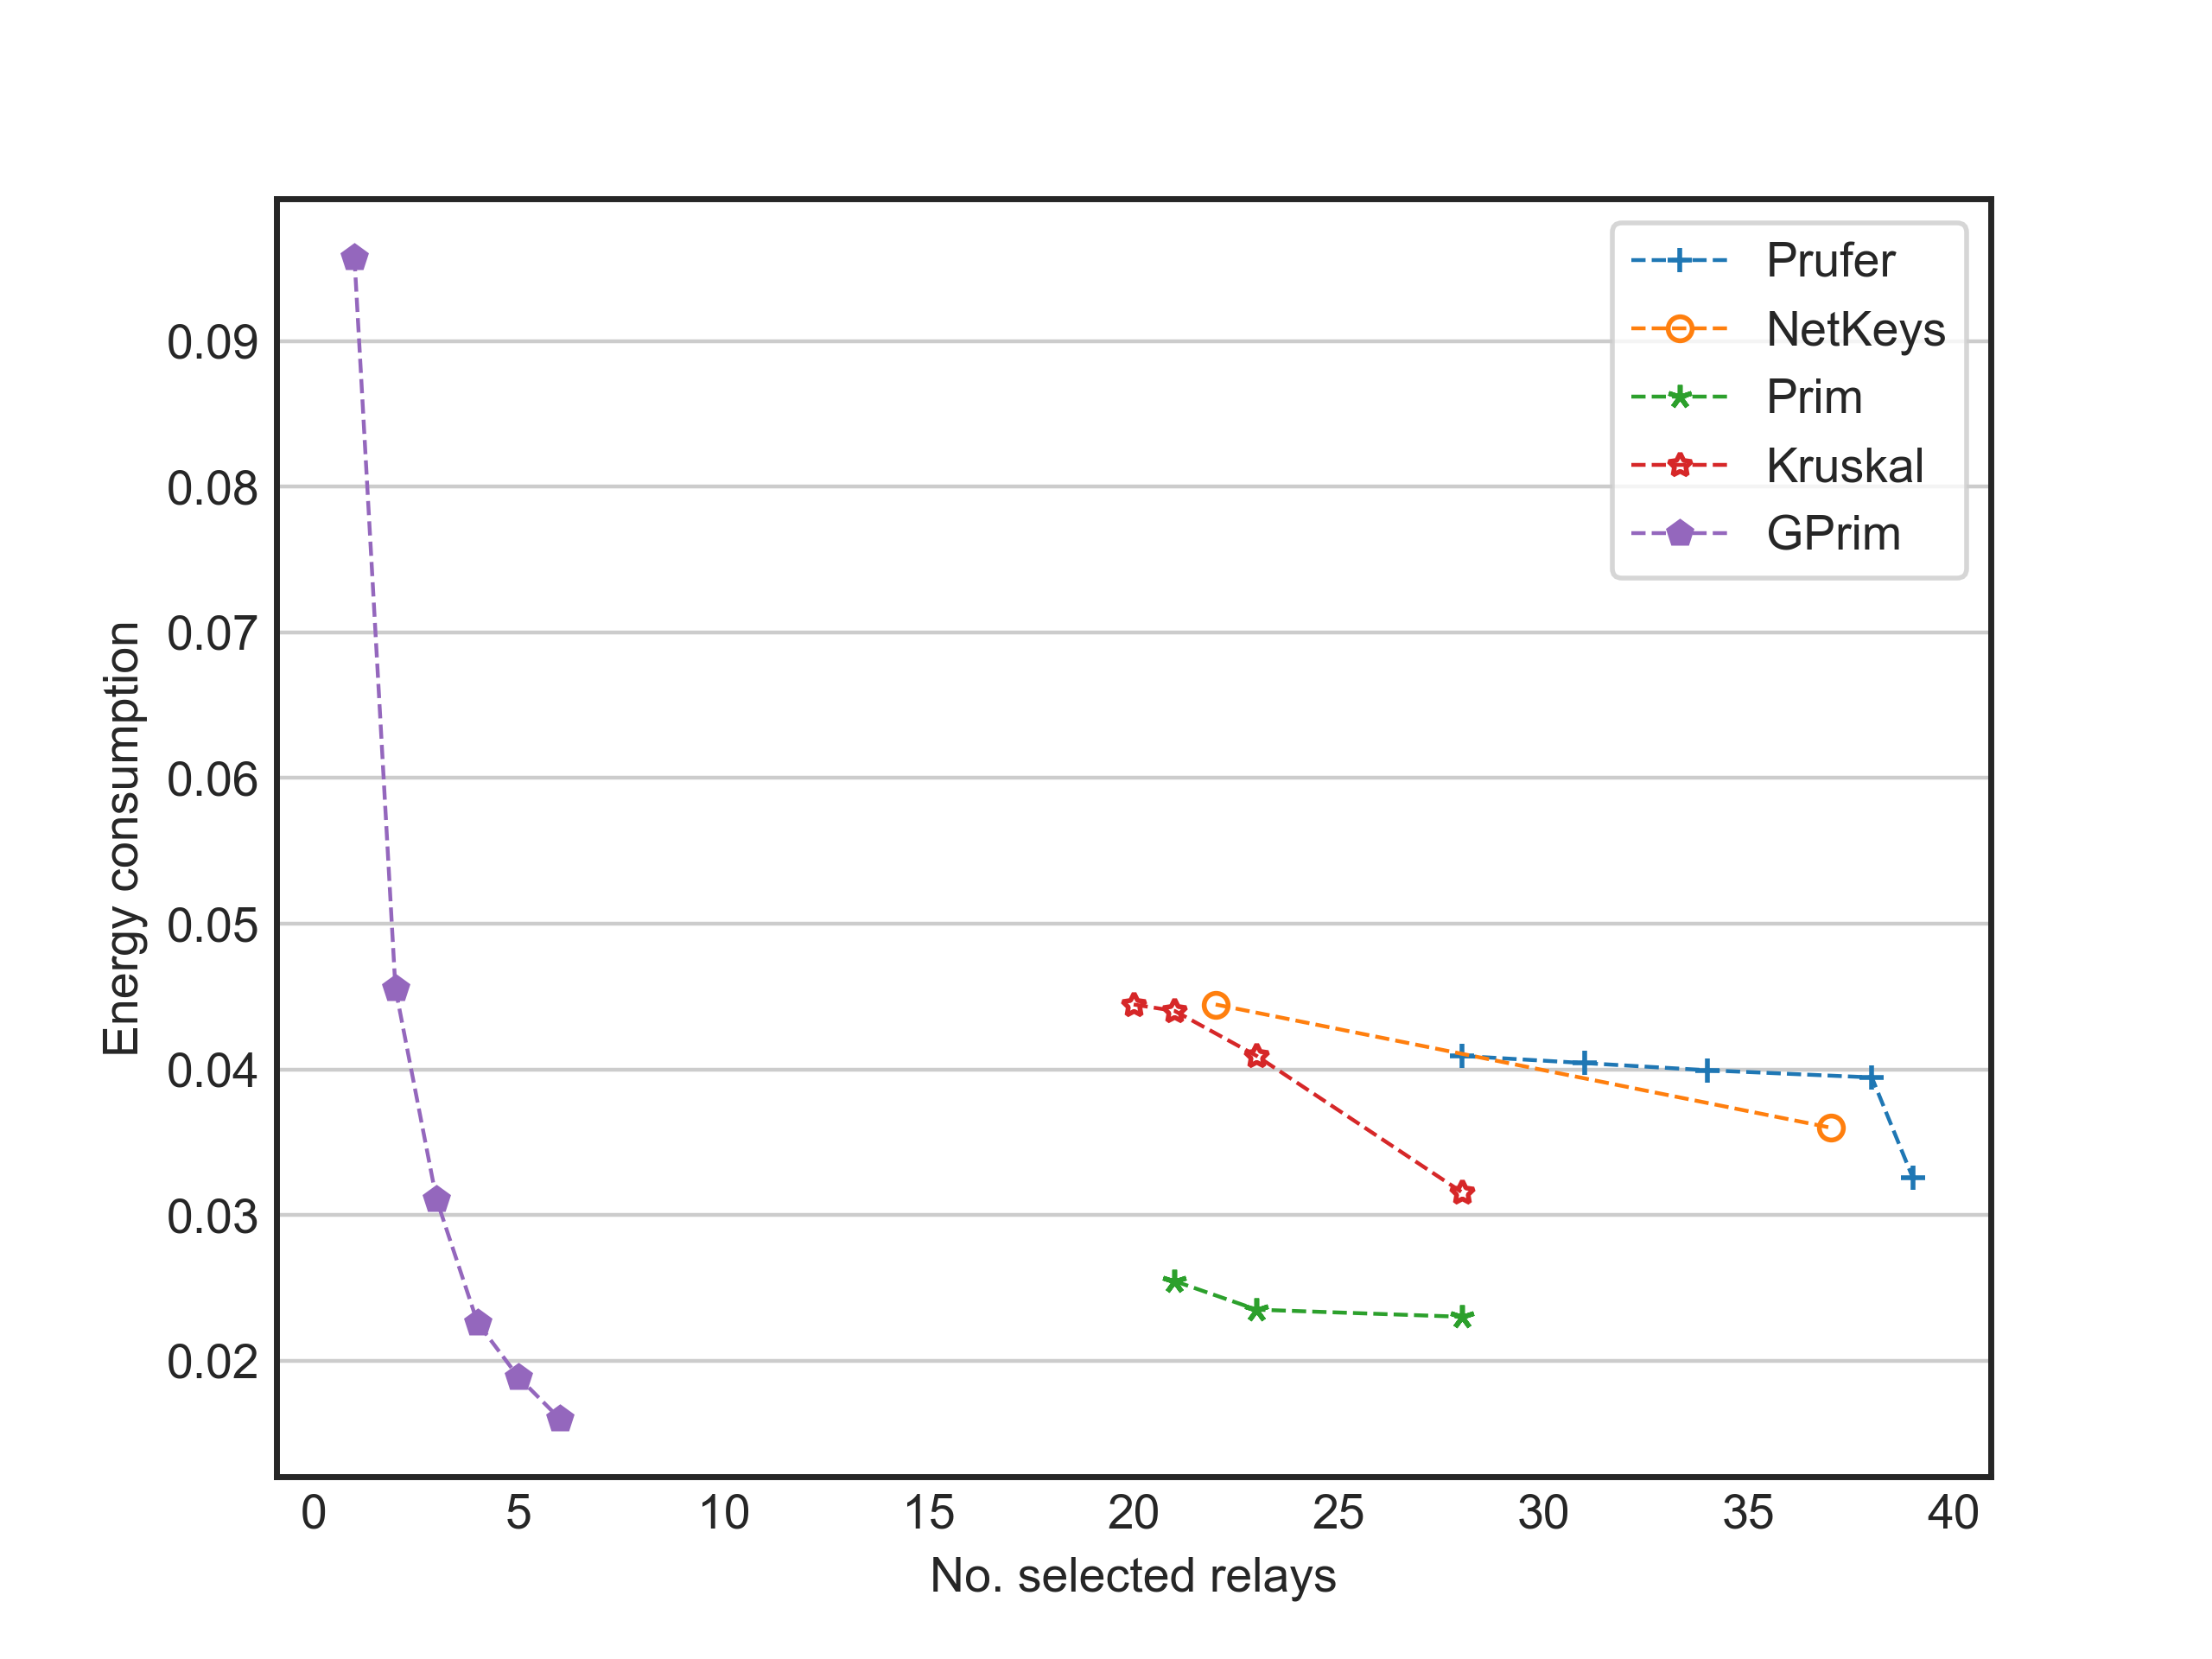 Prufer
NetKeys
Prim
Kruskal
GPrim
0.09
0.08
0.07
0.06
0.05
0.04
0.03
0.02
Energy consumption
0 5 10 15 20 25 30 35 40
No. selected relays